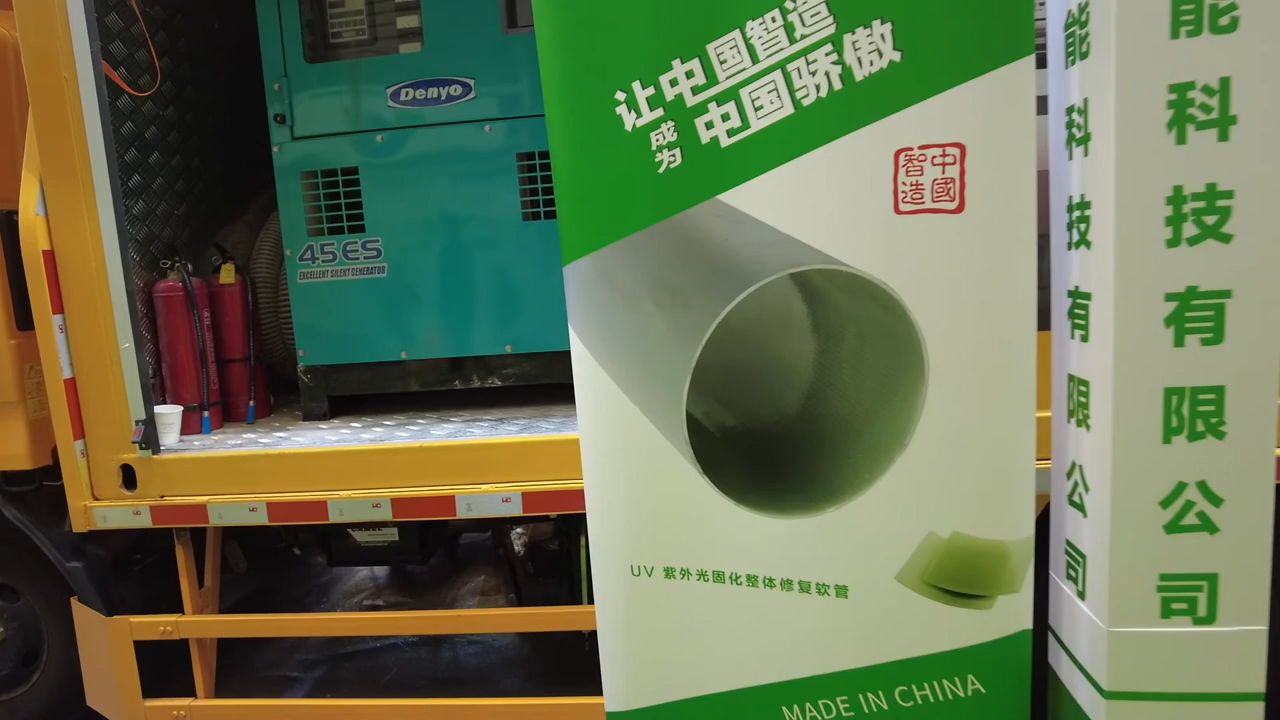 Denyo
45ES
EXCELLENT SILENT GENERATOR
让中国智造
成为
中国骄傲
中國
智造
UV 紫外光固化整体修复软管
MADE IN CHINA
能科技有限公司
能科技有限公司